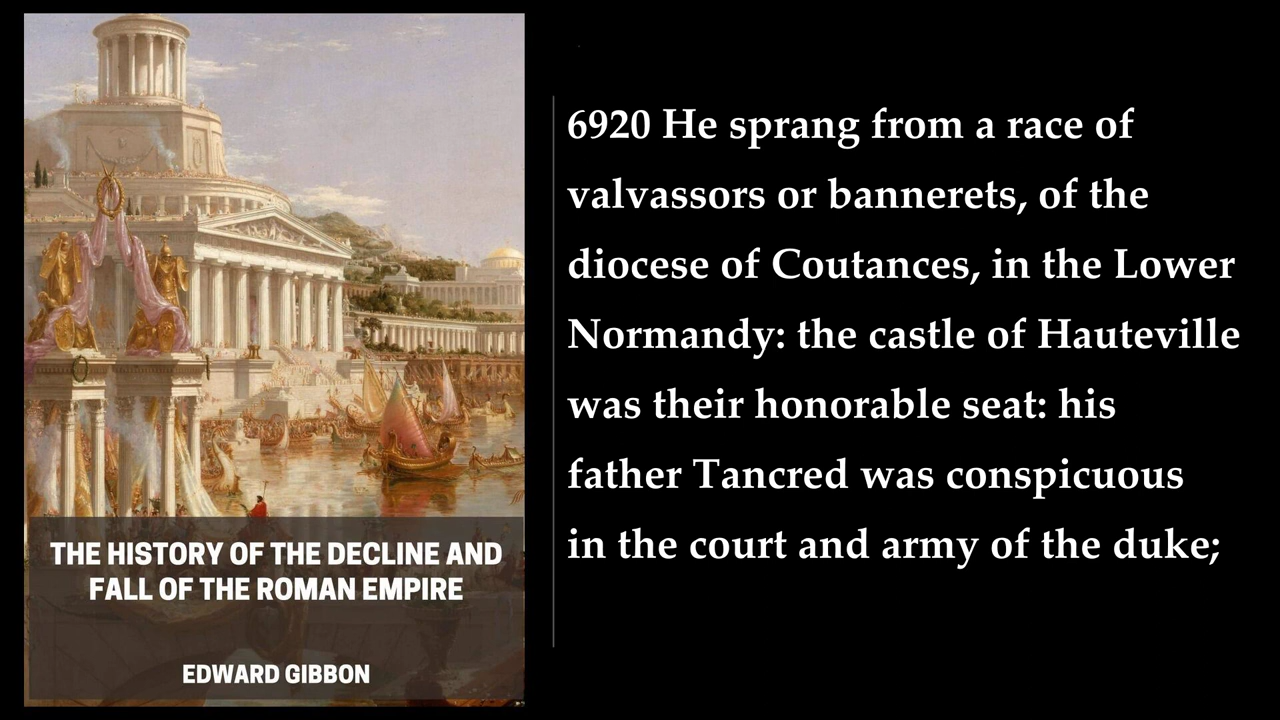 6920 He sprang from a race of
valvassors or bannerets, of the
diocese of Coutances, in the Lower
Normandy: the castle of Hauteville
was their honorable seat: his
father Tancred was conspicuous
in the court and army of the duke;
THE HISTORY OF THE DECLINE AND
FALL OF THE ROMAN EMPIRE
EDWARD GIBBON